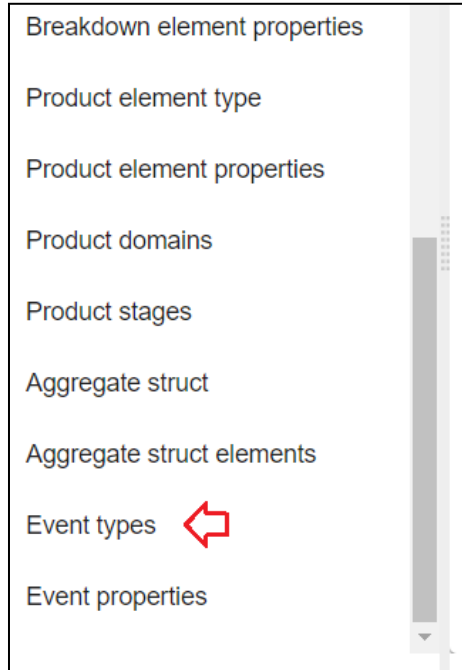 Breakdown element properties
Product element type
Product element properties
Product domains
Product stages
Aggregate struct
Aggregate struct elements
Event types
Event properties